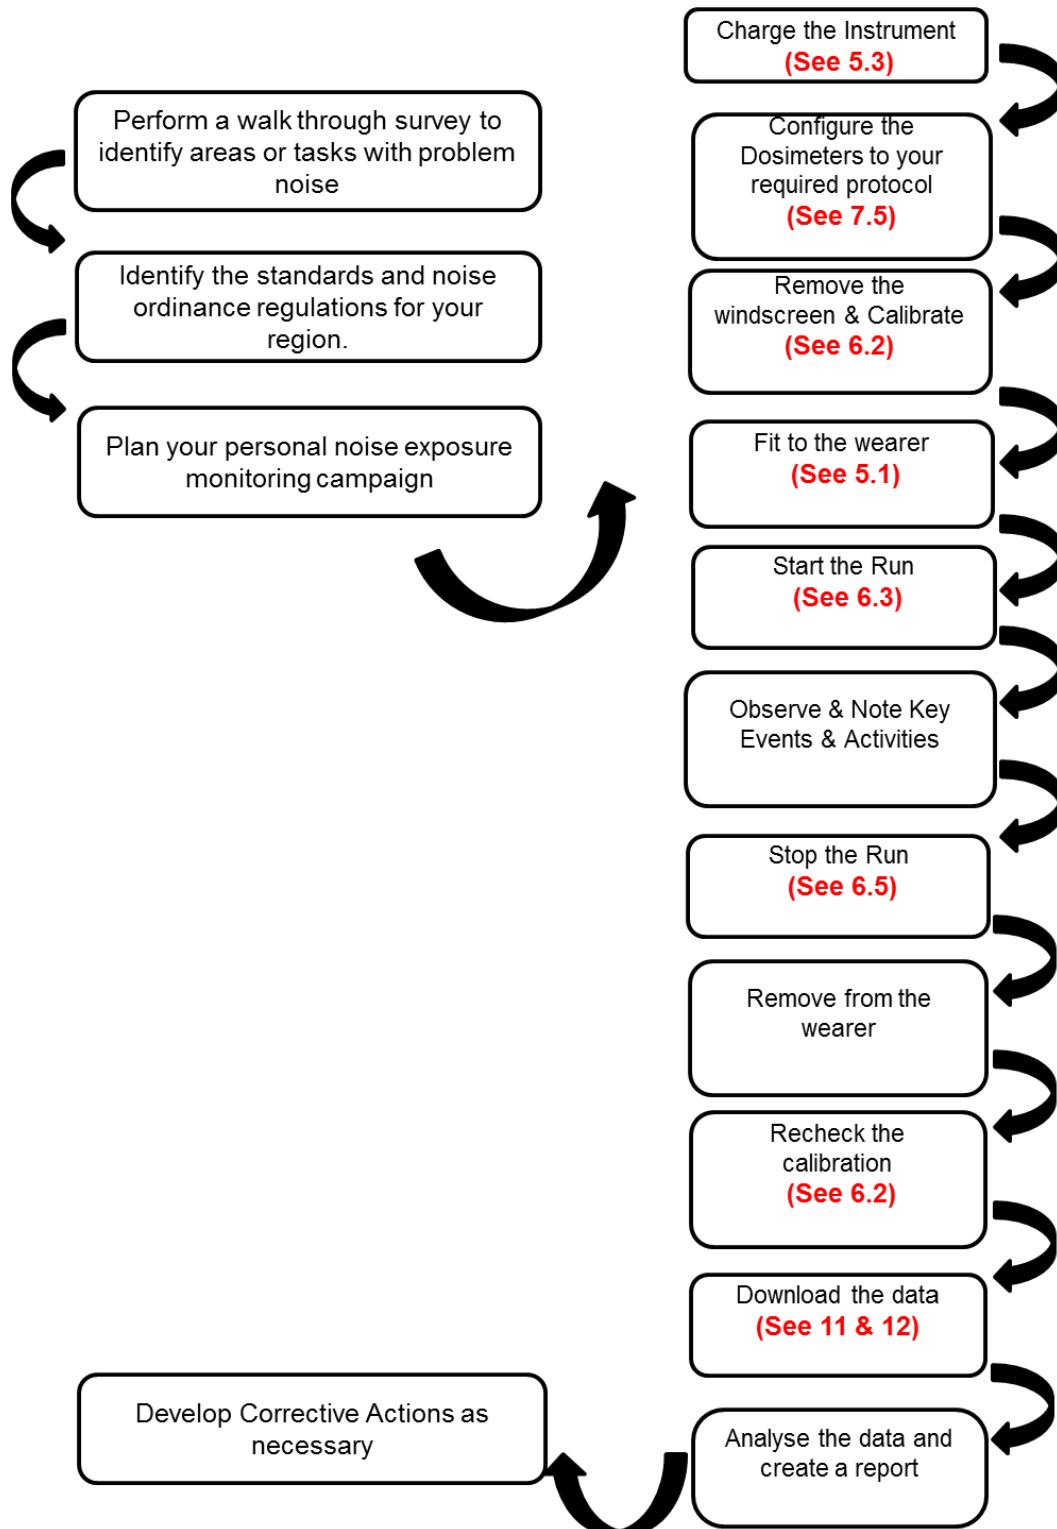 Perform a walk through survey to
identify areas or tasks with problem
noise
Identify the standards and noise
ordinance regulations for your
region.
Plan your personal noise exposure
monitoring campaign
Charge the Instrument
(See 5.3)
Configure the
Dosimeters to your
required protocol
(See 7.5)
Remove the
windscreen & Calibrate
(See 6.2)
Fit to the wearer
(See 5.1)
Start the Run
(See 6.3)
Observe & Note Key
Events & Activities
Stop the Run
(See 6.5)
Remove from the
wearer
Recheck the
calibration
(See 6.2)
Download the data
(See 11 & 12)
Analyse the data and
create a report
Develop Corrective Actions as
necessary